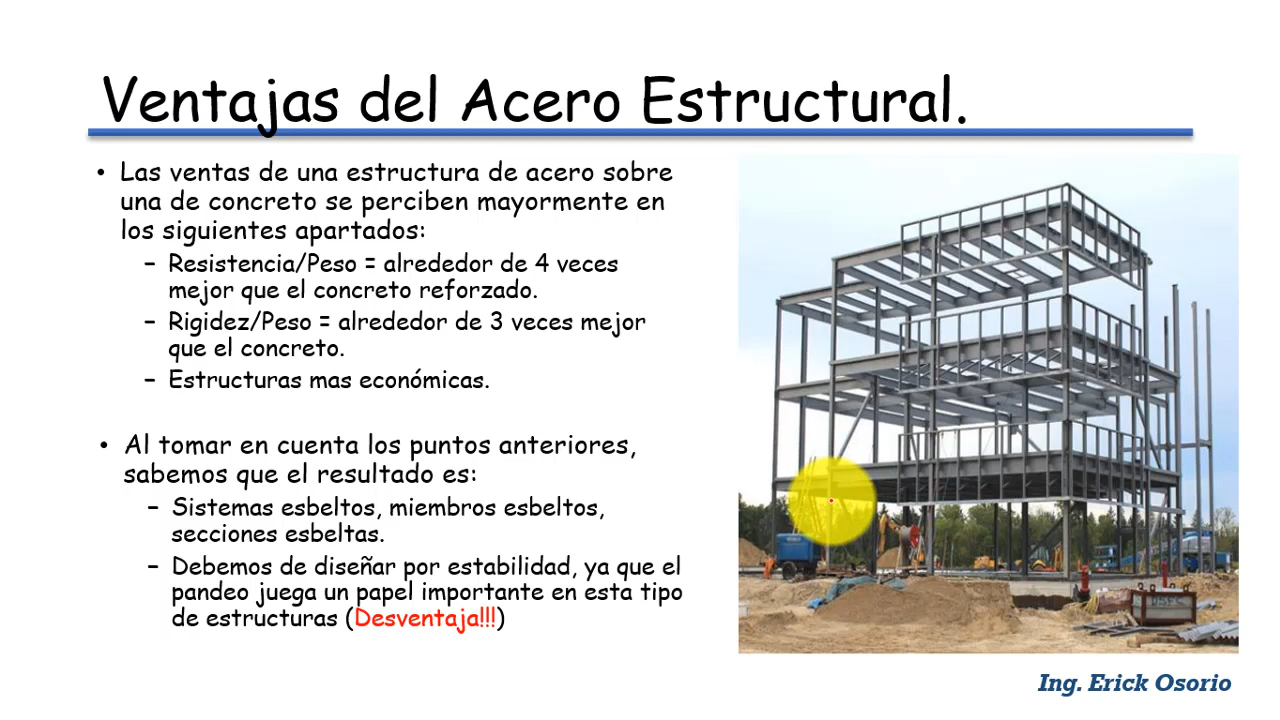 Ventajas del Acero Estructural.
• Las ventas de una estructura de acero sobre
una de concreto se perciben mayormente en
los siguientes apartados:
– Resistencia/Peso = alrededor de 4 veces
mejor que el concreto reforzado.
– Rigidez/Peso = alrededor de 3 veces mejor
que el concreto.
– Estructuras mas económicas.
• Al tomar en cuenta los puntos anteriores,
sabemos que el resultado es:
– Sistemas esbeltos, miembros esbeltos,
secciones esbeltas.
– Debemos de diseñar por estabilidad, ya que el
pandeo juega un papel importante en esta tipo
de estructuras (Desventaja!!!)
Ing. Erick Osorio